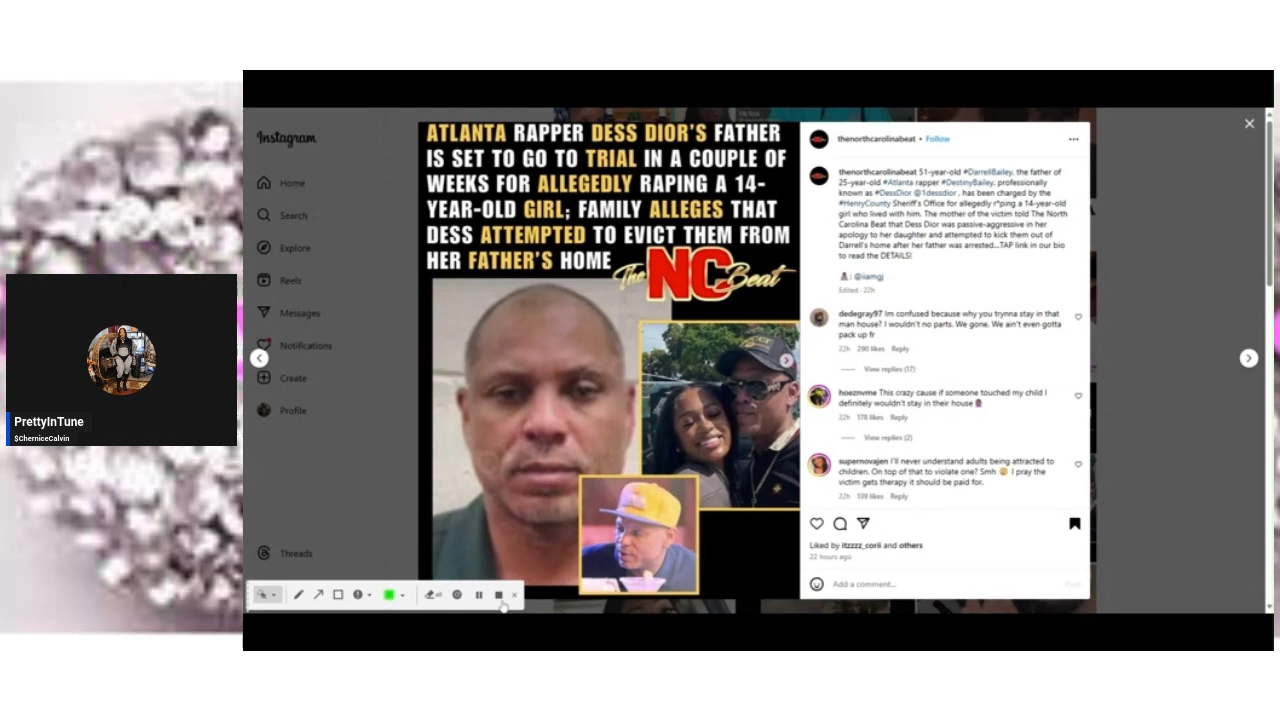 Instagram
Home
Search
Explore
Reels
Messages
Notifications
Create
Profile
Threads
PrettyInTune
$CherniceCalvin
ATLANTA RAPPER DESS DIOR'S FATHER
IS SET TO GO TO TRIAL IN A COUPLE OF
WEEKS FOR ALLEGEDLY RAPING A 14-
YEAR-OLD GIRL; FAMILY ALLEGES THAT
DESS ATTEMPTED TO EVICT THEM FROM
HER FATHER'S HOME
The NC Beat
thenorthcarolinabeat • Follow
thenorthcarolinabeat 51-year-old #DarrellBailey, the father of
25-year-old #Atlanta rapper #DestinyBailey, professionally
known as #DessDior @1dessdior , has been charged by the
#HenryCounty Sheriff's Office for allegedly r*ping a 14-year-old
girl who lived with him. The mother of the victim told The North
Carolina Beat that Dess Dior was passive-aggressive in her
apology to her daughter and attempted to kick them out of
Darrell's home after her father was arrested...TAP link in our bio
to read the DETAILS!
: @iiamgj
Edited · 22h
dedegray97 Im confused because why you trynna stay in that
man house? I wouldn't no parts. We gone. We ain't even gotta
pack up fr
22h 290 likes Reply
View replies (17)
hoezmvme This crazy cause if someone touched my child I
definitely wouldn't stay in their house
22h 178 likes Reply
View replies (2)
supernovajen I'll never understand adults being attracted to
children. On top of that to violate one? Smh I pray the
victim gets therapy it should be paid for.
22h 139 likes Reply
Liked by itzzzz_corii and others
22 hours ago
Add a comment...
Post